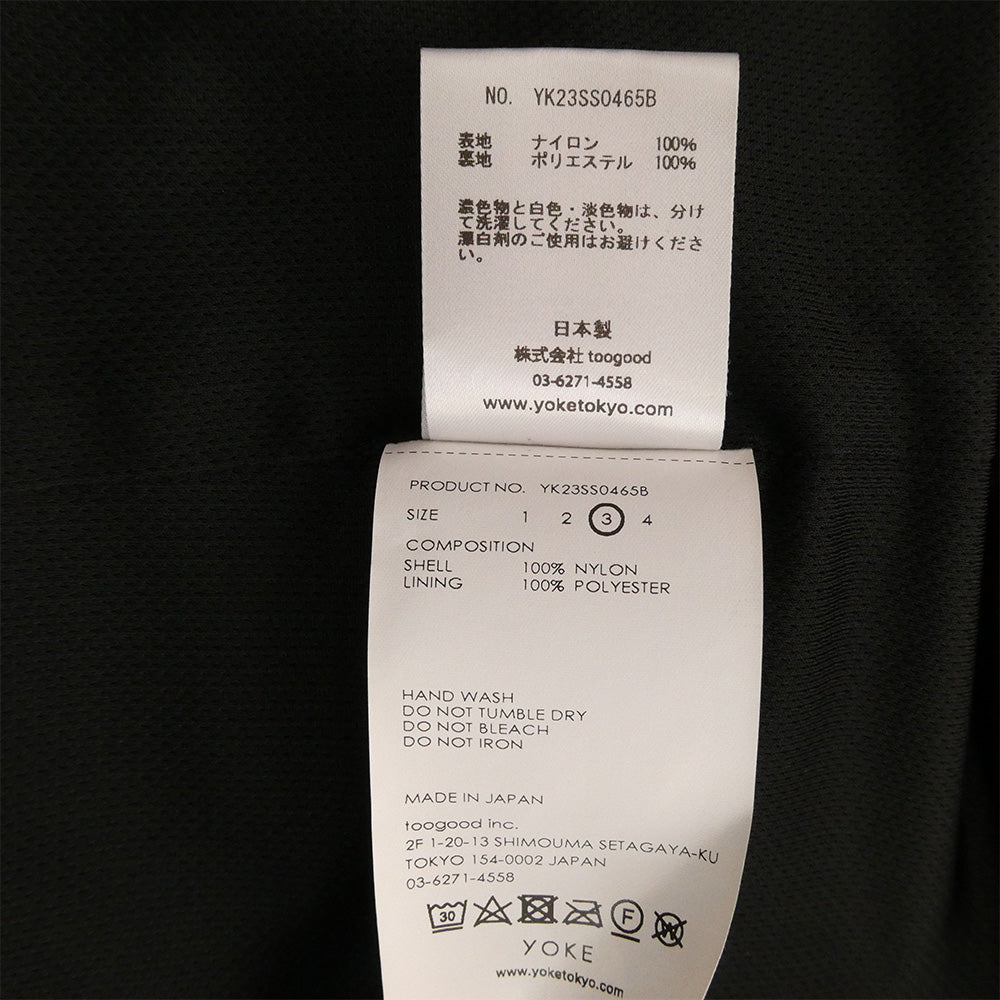 NO. YK23SS0465B
表地 ナイロン 100%
裏地 ポリエステル 100%
濃色物と白色・淡色物は、分け
て洗濯してください。
漂白剤のご使用はお避けくださ
い。
日本製
株式会社 toogood
03-6271-4558
www.yoketokyo.com
PRODUCT NO. YK23SS0465B
SIZE 1 2 3 4
COMPOSITION
SHELL 100% NYLON
LINING 100% POLYESTER
HAND WASH
DO NOT TUMBLE DRY
DO NOT BLEACH
DO NOT IRON
MADE IN JAPAN
toogood inc.
2F 1-20-13 SHIMOUMA SETAGAYA-KU
TOKYO 154-0002 JAPAN
03-6271-4558
30 F W
YOKE
www.yoketokyo.com